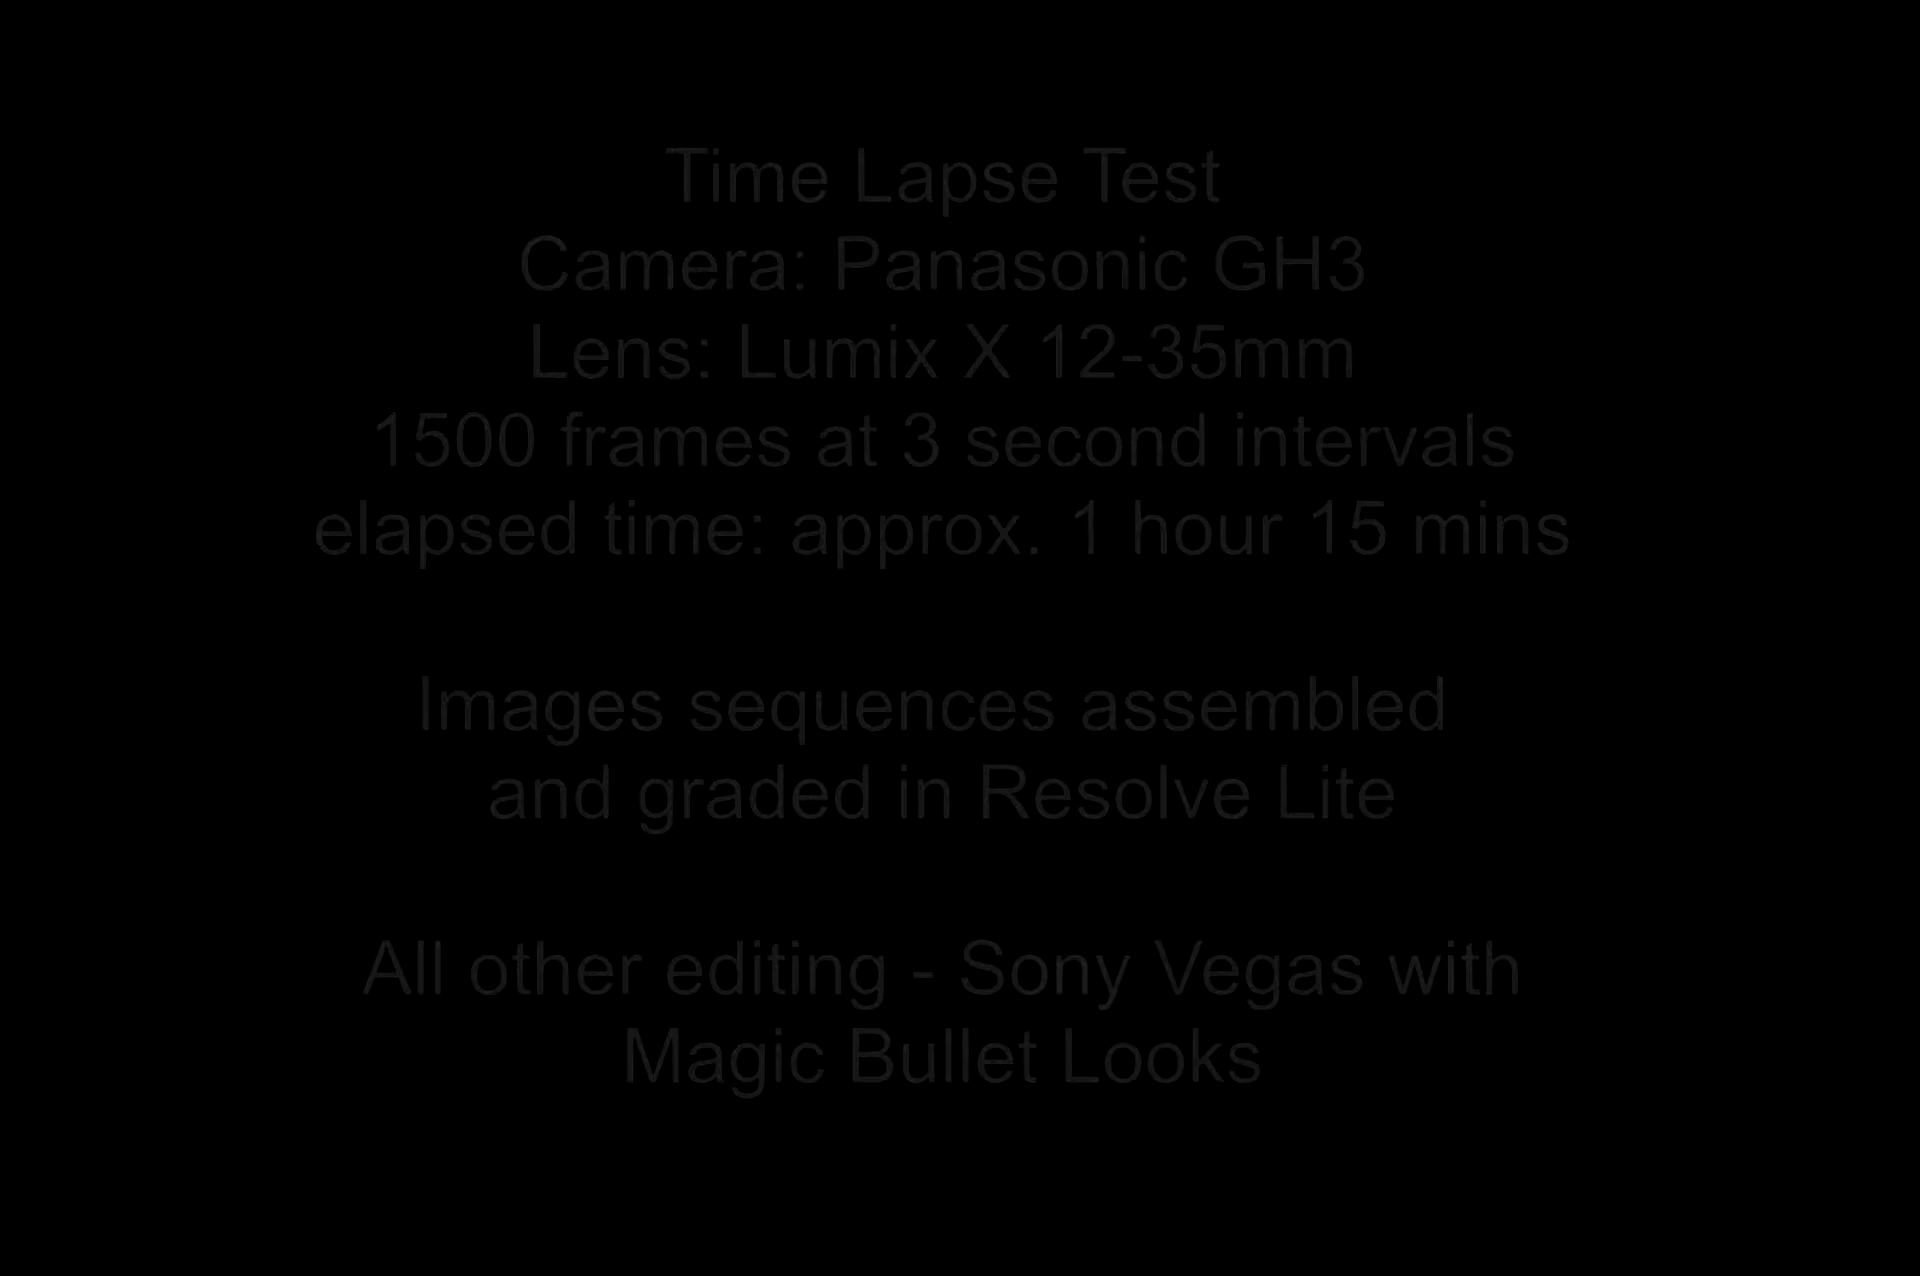 Time Lapse Test
Camera: Panasonic GH3
Lens: Lumix X 12-35mm
1500 frames at 3 second intervals
elapsed time: approx. 1 hour 15 mins
Images sequences assembled
and graded in Resolve Lite
All other editing - Sony Vegas with
Magic Bullet Looks